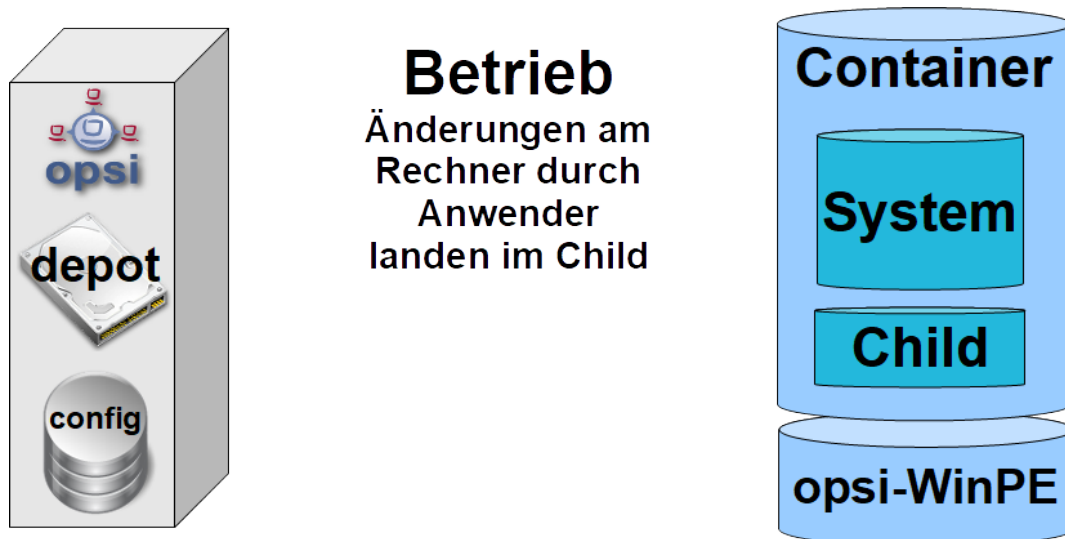 opsi
depot
config
Betrieb
Änderungen am
Rechner durch
Anwender
landen im Child
Container
System
Child
opsi-WinPE